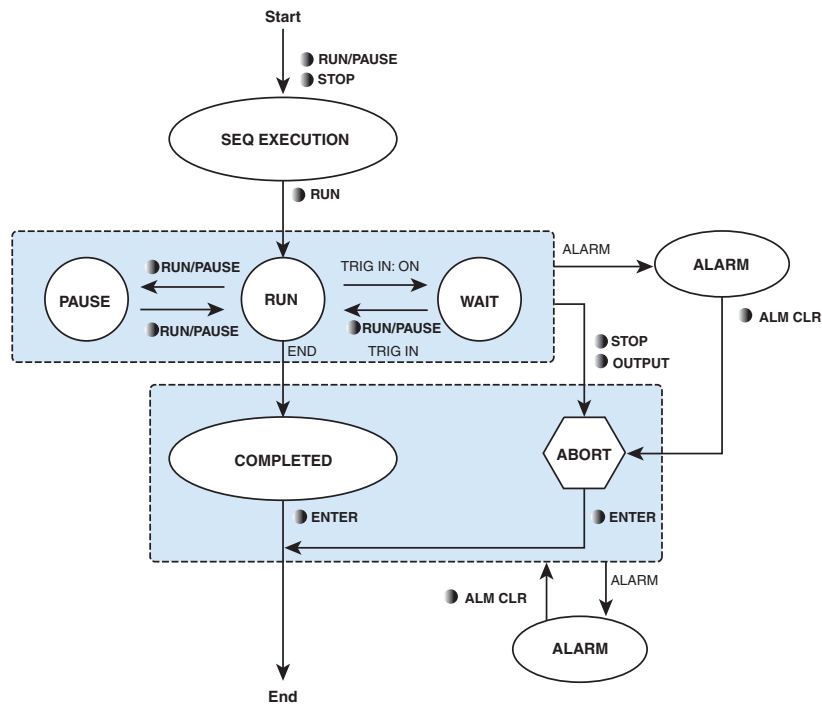 Start
RUN/PAUSE
STOP
SEQ EXECUTION
RUN
PAUSE
RUN/PAUSE
RUN/PAUSE
RUN
TRIG IN: ON
RUN/PAUSE
TRIG IN
WAIT
ALARM
ALARM
ALM CLR
STOP
OUTPUT
END
COMPLETED
ABORT
ENTER
ENTER
ALM CLR
ALARM
ALARM
End